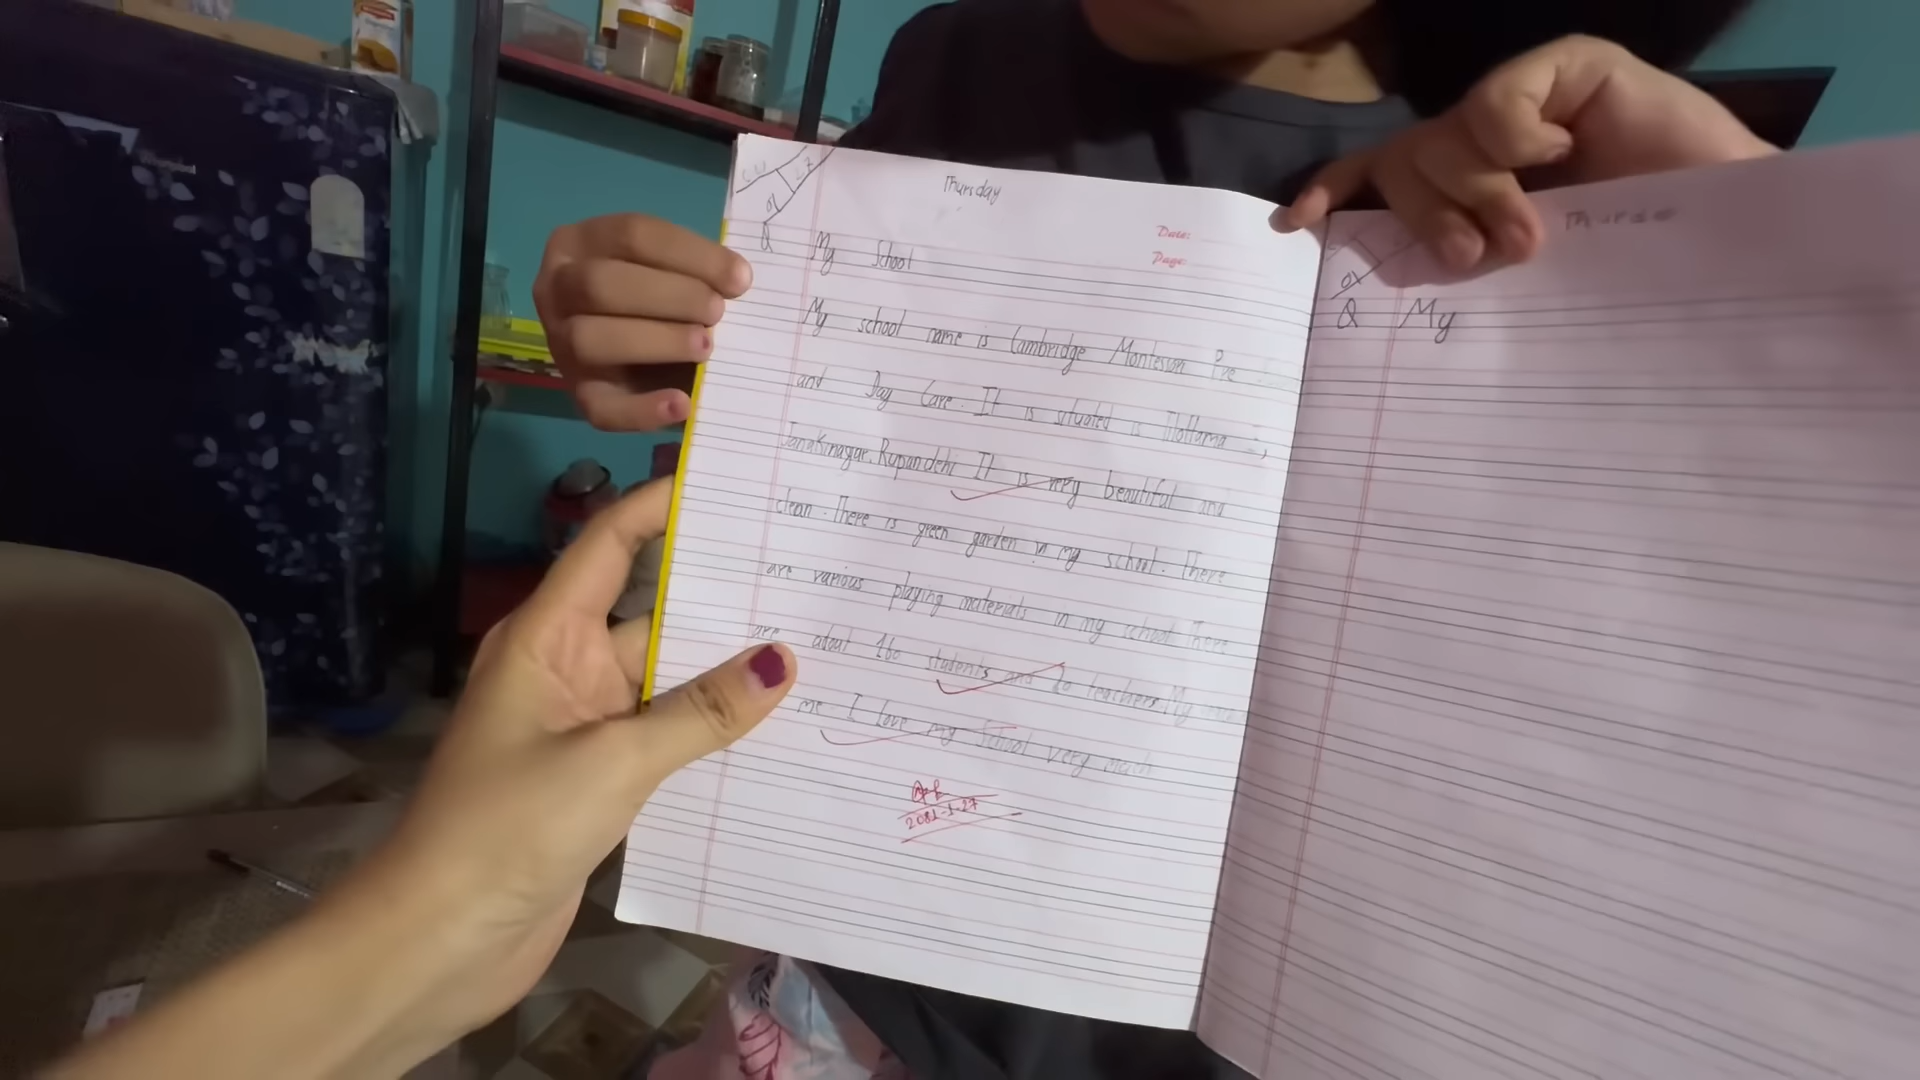 Thursday
Date:
Page:
C.W
Q My School
My school name is Cambridge Montessori Pre
and Day Care. It is situated is Tilottama
Janakinagar, Rupandehi It is very beautiful and
clean. There is green garden in my school. There
are various playing materials in my school There
are adout 160 students and 20 teachers. My
me. I Love my School very much
2081-1-27
Q My